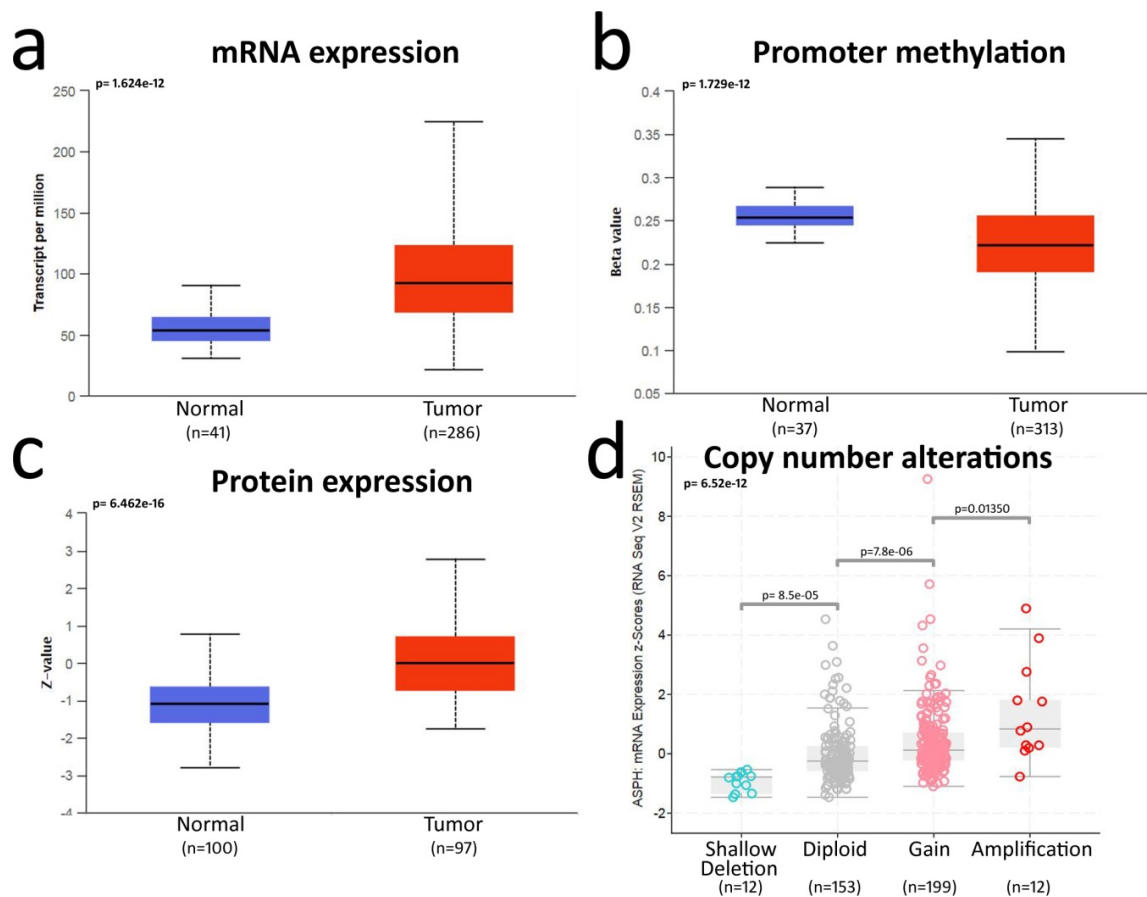 a
mRNA expression
p= 1.624e-12
Transcript per million
250
200
150
100
50
0
Normal
(n=41)
Tumor
(n=286)
b
Promoter methylation
p= 1.729e-12
Beta value
0.4
0.35
0.3
0.25
0.2
0.15
0.1
0.05
Normal
(n=37)
Tumor
(n=313)
c
Protein expression
p= 6.462e-16
Z-value
4
3
2
1
0
-1
-2
-3
-4
Normal
(n=100)
Tumor
(n=97)
d
Copy number alterations
p= 6.52e-12
ASPH: mRNA Expression z-Scores (RNA Seq V2 RSEM)
10
8
6
4
2
0
-2
p= 8.5e-05
p=7.8e-06
p=0.01350
Shallow
Deletion
(n=12)
Diploid
(n=153)
Gain
(n=199)
Amplification
(n=12)